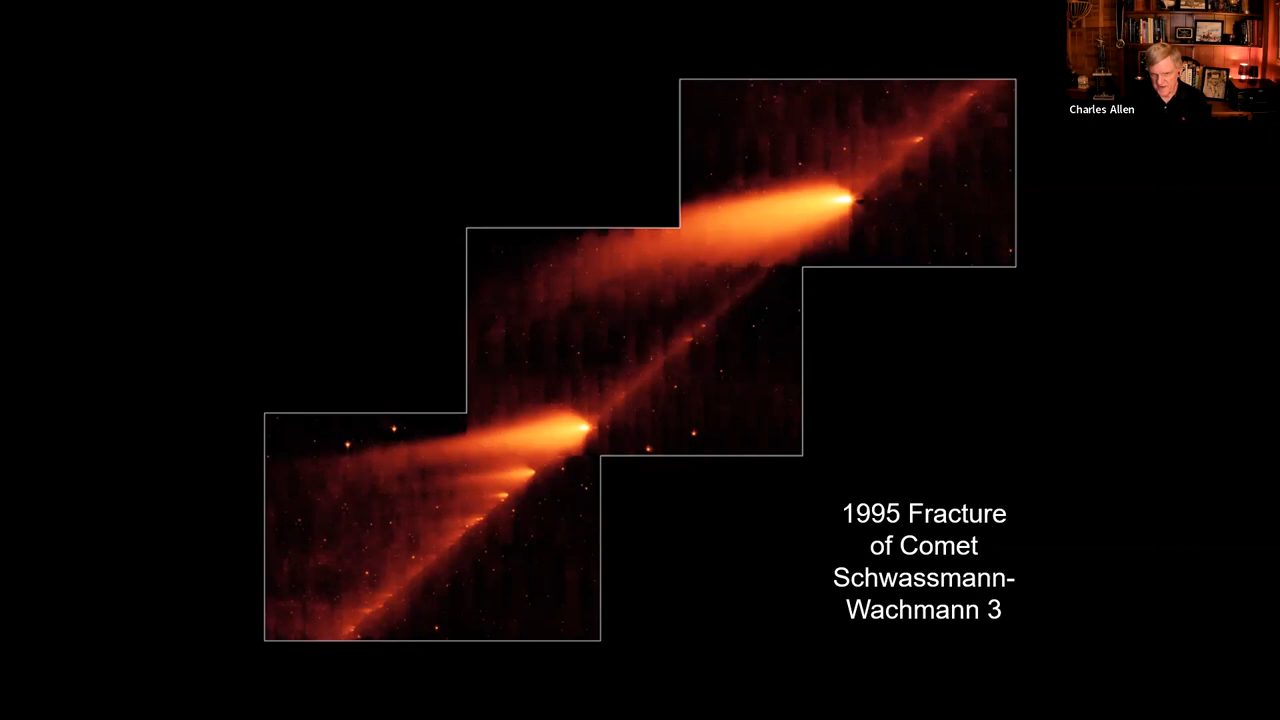 Charles Allen
1995 Fracture
of Comet
Schwassmann-
Wachmann 3